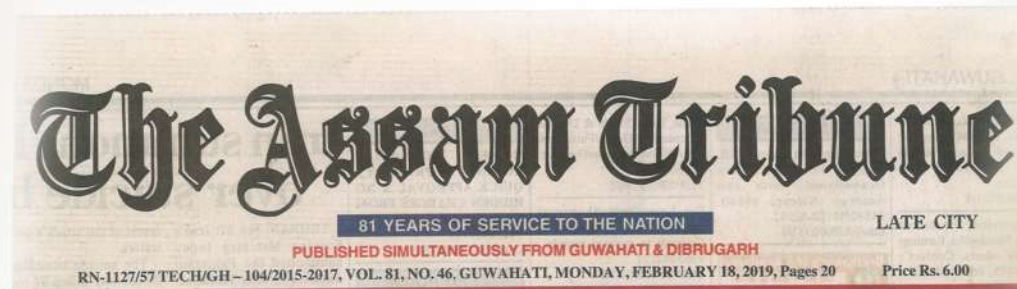 The Assam Tribune
81 YEARS OF SERVICE TO THE NATION
LATE CITY
PUBLISHED SIMULTANEOUSLY FROM GUWAHATI & DIBRUGARH
RN-1127/57 TECH/GH – 104/2015-2017, VOL. 81, NO. 46, GUWAHATI, MONDAY, FEBRUARY 18, 2019, Pages 20 Price Rs. 6.00